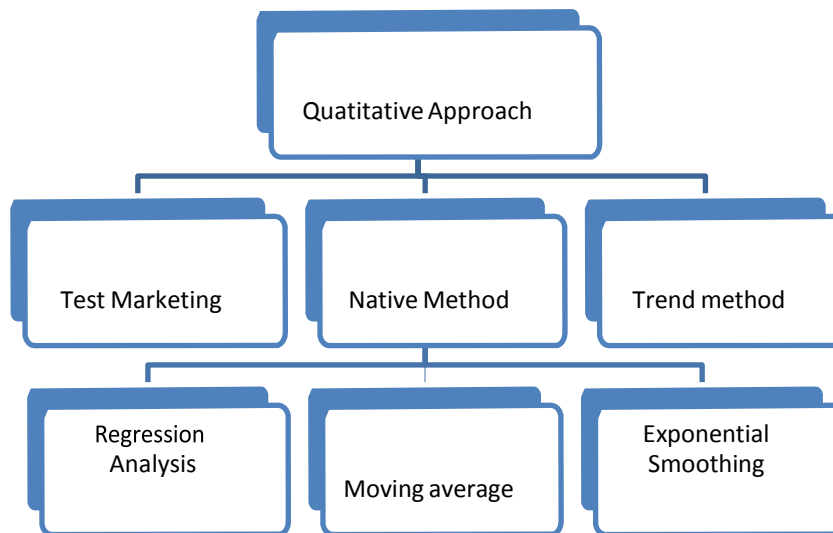 Quatitative Approach
Test Marketing
Native Method
Trend method
Regression
Analysis
Moving average
Exponential
Smoothing